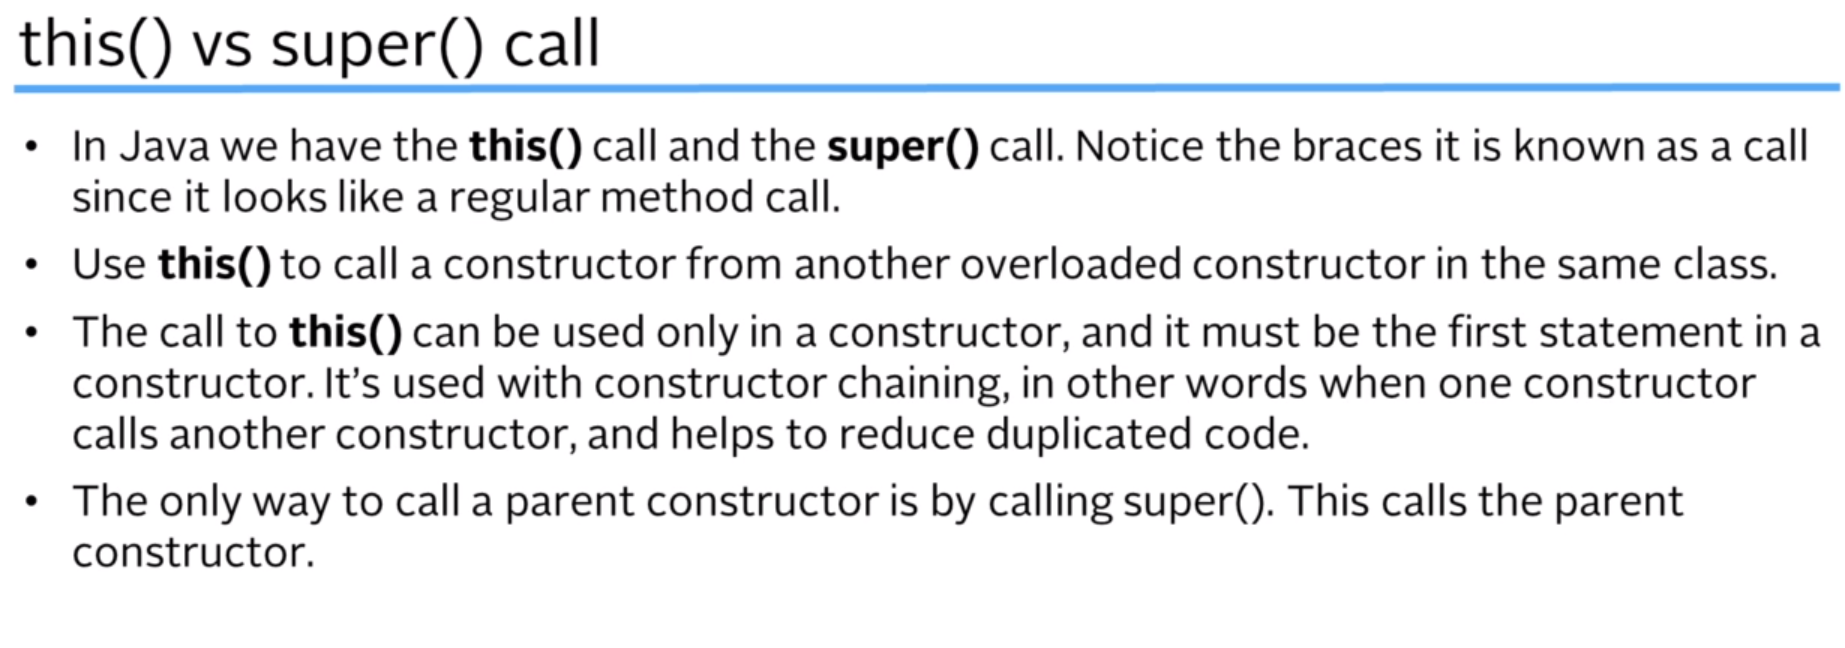 this() vs super() call
• In Java we have the this() call and the super() call. Notice the braces it is known as a call
since it looks like a regular method call.
• Use this() to call a constructor from another overloaded constructor in the same class.
• The call to this() can be used only in a constructor, and it must be the first statement in a
constructor. It’s used with constructor chaining, in other words when one constructor
calls another constructor, and helps to reduce duplicated code.
• The only way to call a parent constructor is by calling super(). This calls the parent
constructor.